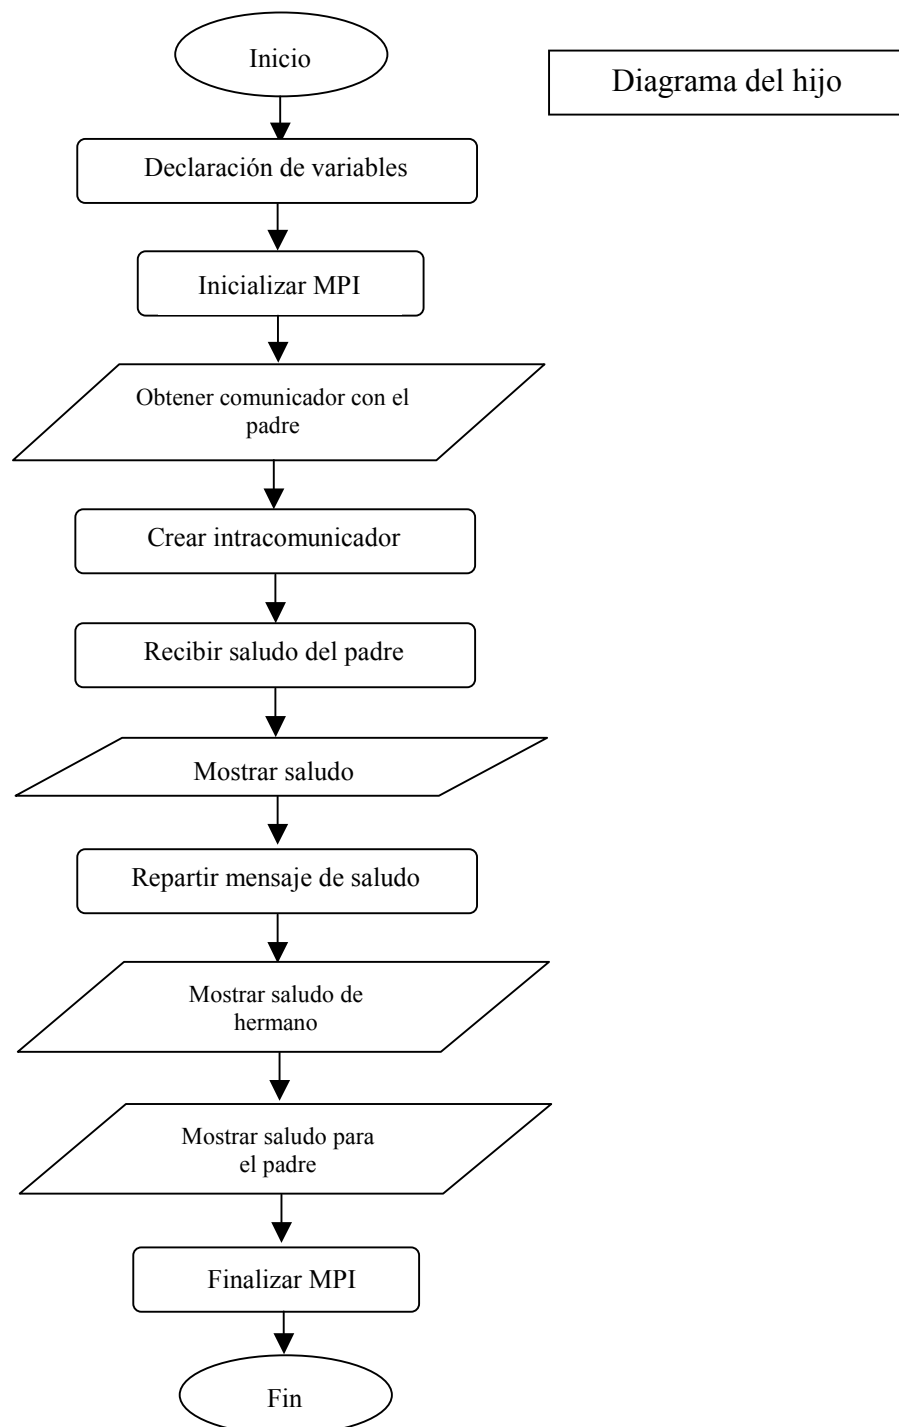 Inicio
Diagrama del hijo
Declaración de variables
Inicializar MPI
Obtener comunicador con el
padre
Crear intracomunicador
Recibir saludo del padre
Mostrar saludo
Repartir mensaje de saludo
Mostrar saludo de
hermano
Mostrar saludo para
el padre
Finalizar MPI
Fin